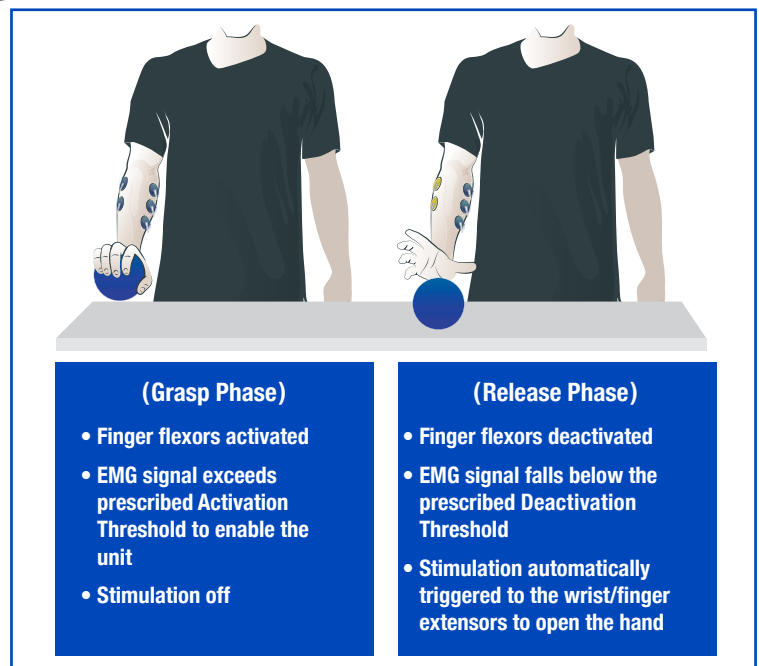 (Grasp Phase)
• Finger flexors activated
• EMG signal exceeds
prescribed Activation
Threshold to enable the
unit
• Stimulation off
(Release Phase)
• Finger flexors deactivated
• EMG signal falls below the
prescribed Deactivation
Threshold
• Stimulation automatically
triggered to the wrist/finger
extensors to open the hand